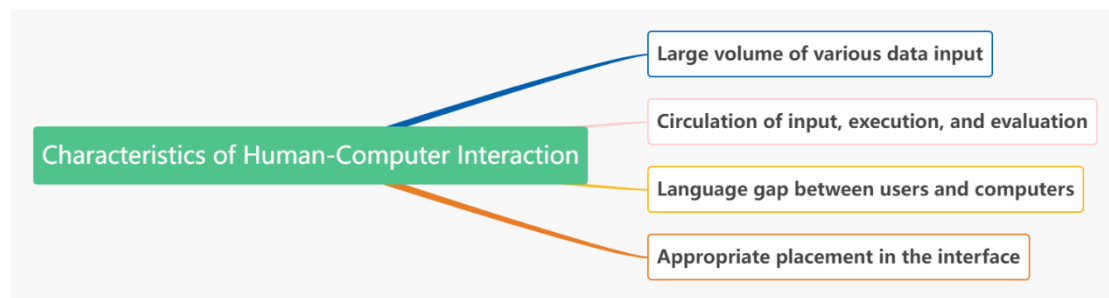 Characteristics of Human-Computer Interaction
Large volume of various data input
Circulation of input, execution, and evaluation
Language gap between users and computers
Appropriate placement in the interface